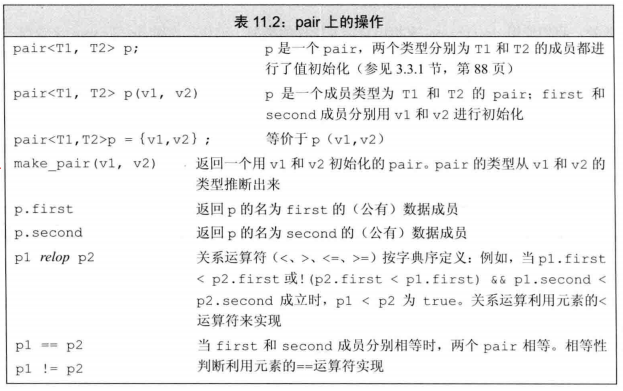 表 11.2：pair 上的操作
pair<T1, T2> p;
p 是一个 pair，两个类型分别为 T1 和 T2 的成员都进
行了值初始化（参见 3.3.1 节，第 88 页）
pair<T1, T2> p(v1, v2)
p 是一个成员类型为 T1 和 T2 的 pair；first 和
second 成员分别用 v1 和 v2 进行初始化
pair<T1,T2>p = {v1,v2} ;
等价于 p（v1,v2）
make_pair(v1, v2)
返回一个用 v1 和 v2 初始化的 pair。pair 的类型从 v1 和 v2 的
类型推断出来
p.first
返回 p 的名为 first 的（公有）数据成员
p.second
返回 p 的名为 second 的（公有）数据成员
p1 relop p2
关系运算符（<、>、<=、>=）按字典序定义：例如，当 p1.first
< p2.first 或!(p2.first < p1.first) && p1.second <
p2.second 成立时，p1 < p2 为 true。关系运算利用元素的<
运算符来实现
p1 == p2
p1 != p2
当 first 和 second 成员分别相等时，两个 pair 相等。相等性
判断利用元素的==运算符实现